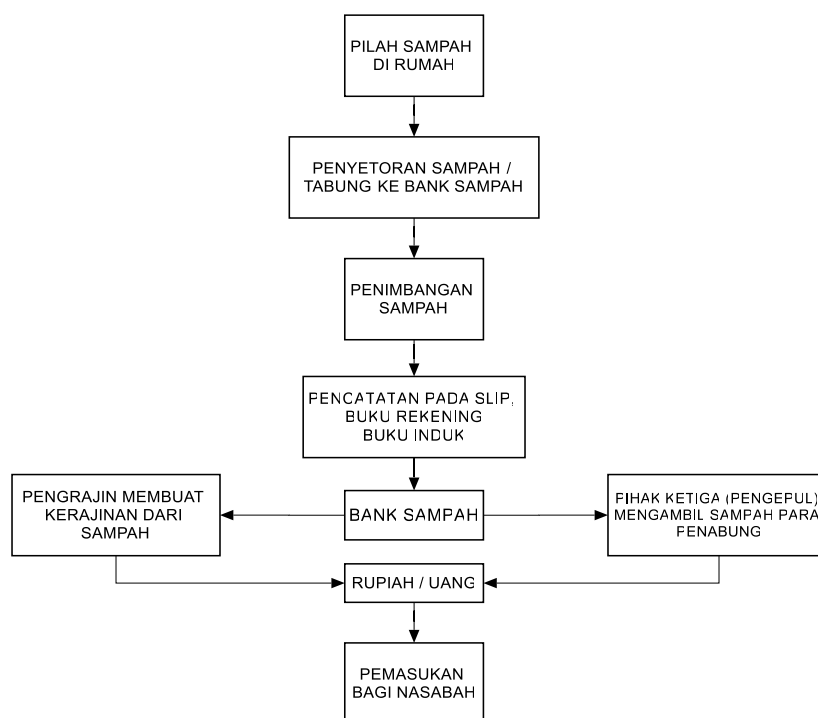 PILAH SAMPAH
DI RUMAH
PENYETORAN SAMPAH /
TABUNG KE BANK SAMPAH
PENIMBANGAN
SAMPAH
PENCATATAN PADA SLIP,
BUKU REKENING
BUKU INDUK
PENGRAJIN MEMBUAT
KERAJINAN DARI
SAMPAH
BANK SAMPAH
FIHAK KETIGA (PENGEPUL)
MENGAMBIL SAMPAH PARA
FENABUNG
RUPIAH / UANG
PEMASUKAN
BAGI NASABAH